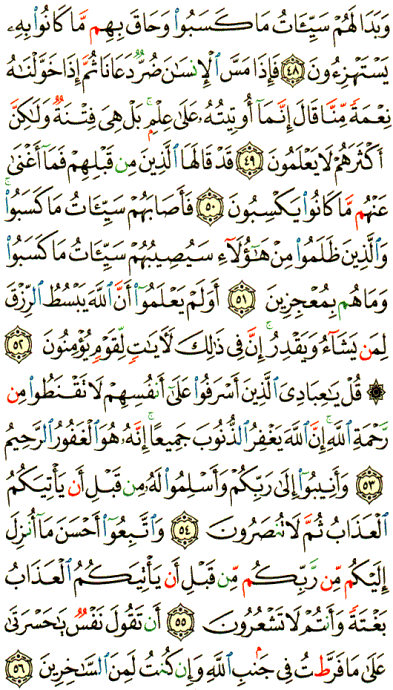 وَبَدَا لَهُمْ سَيِّـَٔاتُ مَا كَسَبُوا۟ وَحَاقَ بِهِم مَّا كَانُوا۟ بِهِۦ
يَسْتَهْزِءُونَ ٤٨ فَإِذَا مَسَّ ٱلْإِنسَٰنَ ضُرٌّ دَعَانَا ثُمَّ إِذَا خَوَّلْنَٰهُ
نِعْمَةً مِّنَّا قَالَ إِنَّمَآ أُوتِيتُهُۥ عَلَىٰ عِلْمٍۭ ۚ بَلْ هِىَ فِتْنَةٌ وَلَٰكِنَّ
أَكْثَرَهُمْ لَا يَعْلَمُونَ ٤٩ قَدْ قَالَهَا ٱلَّذِينَ مِن قَبْلِهِمْ فَمَآ أَغْنَىٰ
عَنْهُم مَّا كَانُوا۟ يَكْسِبُونَ ٥٠ فَأَصَابَهُمْ سَيِّـَٔاتُ مَا كَسَبُوا۟ ۚ
وَٱلَّذِينَ ظَلَمُوا۟ مِنْ هَٰٓؤُلَآءِ سَيُصِيبُهُمْ سَيِّـَٔاتُ مَا كَسَبُوا۟
وَمَا هُم بِمُعْجِزِينَ ٥١ أَوَلَمْ يَعْلَمُوٓا۟ أَنَّ ٱللَّهَ يَبْسُطُ ٱلرِّزْقَ
لِمَن يَشَآءُ وَيَقْدِرُ ۚ إِنَّ فِى ذَٰلِكَ لَءَايَٰتٍ لِّقَوْمٍ يُؤْمِنُونَ ٥٢
۞ قُلْ يَٰعِبَادِىَ ٱلَّذِينَ أَسْرَفُوا۟ عَلَىٰٓ أَنفُسِهِمْ لَا تَقْنَطُوا۟ مِن
رَّحْمَةِ ٱللَّهِ ۚ إِنَّ ٱللَّهَ يَغْفِرُ ٱلذُّنُوبَ جَمِيعًا ۚ إِنَّهُۥ هُوَ ٱلْغَفُورُ ٱلرَّحِيمُ
٥٣ وَأَنِيبُوٓا۟ إِلَىٰ رَبِّكُمْ وَأَسْلِمُوا۟ لَهُۥ مِن قَبْلِ أَن يَأْتِيَكُمُ
ٱلْعَذَابُ ثُمَّ لَا تُنصَرُونَ ٥٤ وَٱتَّبِعُوٓا۟ أَحْسَنَ مَآ أُنزِلَ
إِلَيْكُم مِّن رَّبِّكُم مِّن قَبْلِ أَن يَأْتِيَكُمُ ٱلْعَذَابُ
بَغْتَةً وَأَنتُمْ لَا تَشْعُرُونَ ٥٥ أَن تَقُولَ نَفْسٌ يَٰحَسْرَتَىٰ
عَلَىٰ مَا فَرَّطتُ فِى جَنۢبِ ٱللَّهِ وَإِن كُنتُ لَمِنَ ٱلسَّٰخِرِينَ ٥٦